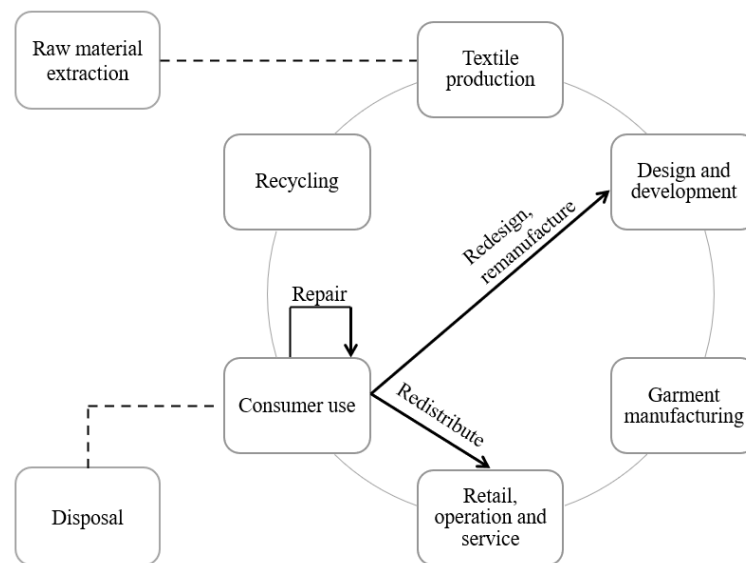 Raw material
extraction
Textile
production
Recycling
Design and
development
Redesign,
remanufacture
Repair
Consumer use
Redistribute
Garment
manufacturing
Disposal
Retail,
operation and
service